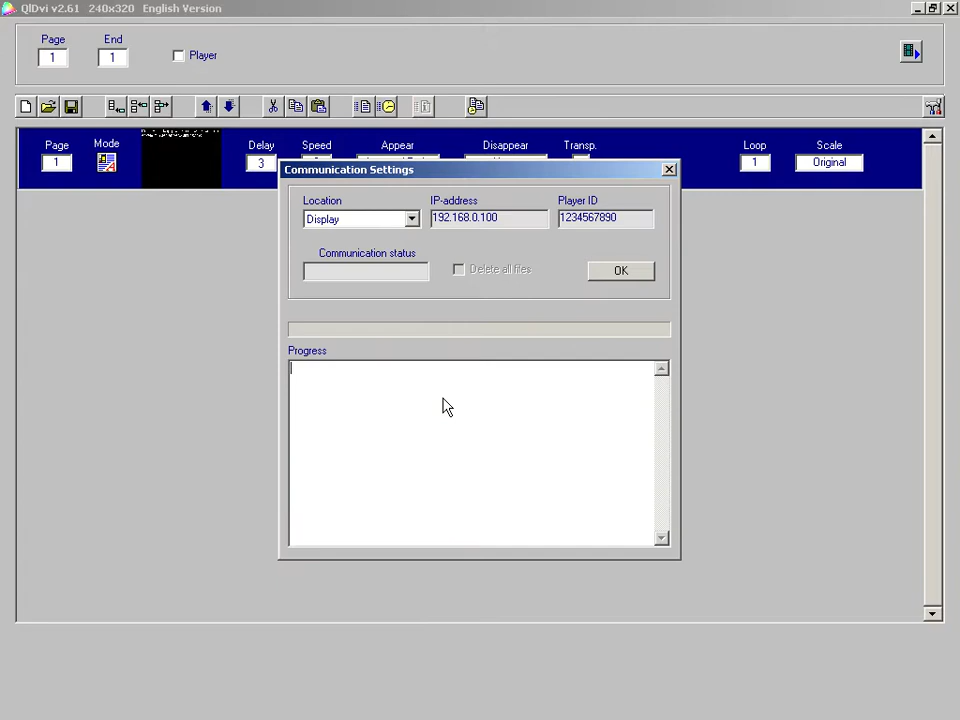 QlDvi v2.61 240x320 English Version
Page End
1 1 Player
Page Mode Delay Speed Appear Disappear Transp. Loop Scale
1 3 1 Original
Communication Settings
Location IP-address Player ID
Display 192.168.0.100 1234567890
Communication status
Delete all files OK
Progress